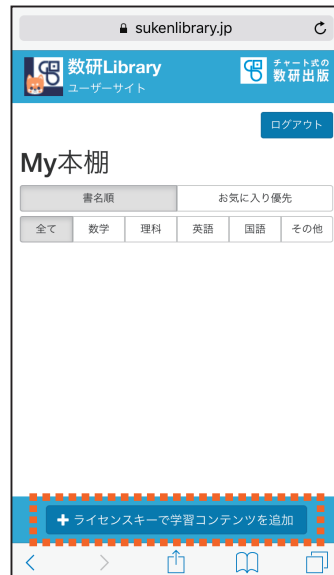 sukenlibrary.jp
数研Library
ユーザーサイト
チャート式の
数研出版
ログアウト
My本棚
書名順 お気に入り優先
全て 数学 理科 英語 国語 その他
+ ライセンスキーで学習コンテンツを追加